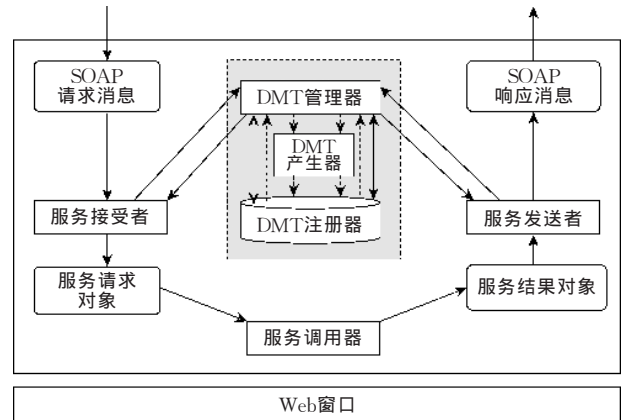 SOAP
请求消息
SOAP
响应消息
DMT管理器
DMT
产生器
DMT注册器
服务接受者
服务发送者
服务请求
对象
服务结果对象
服务调用器
Web窗口